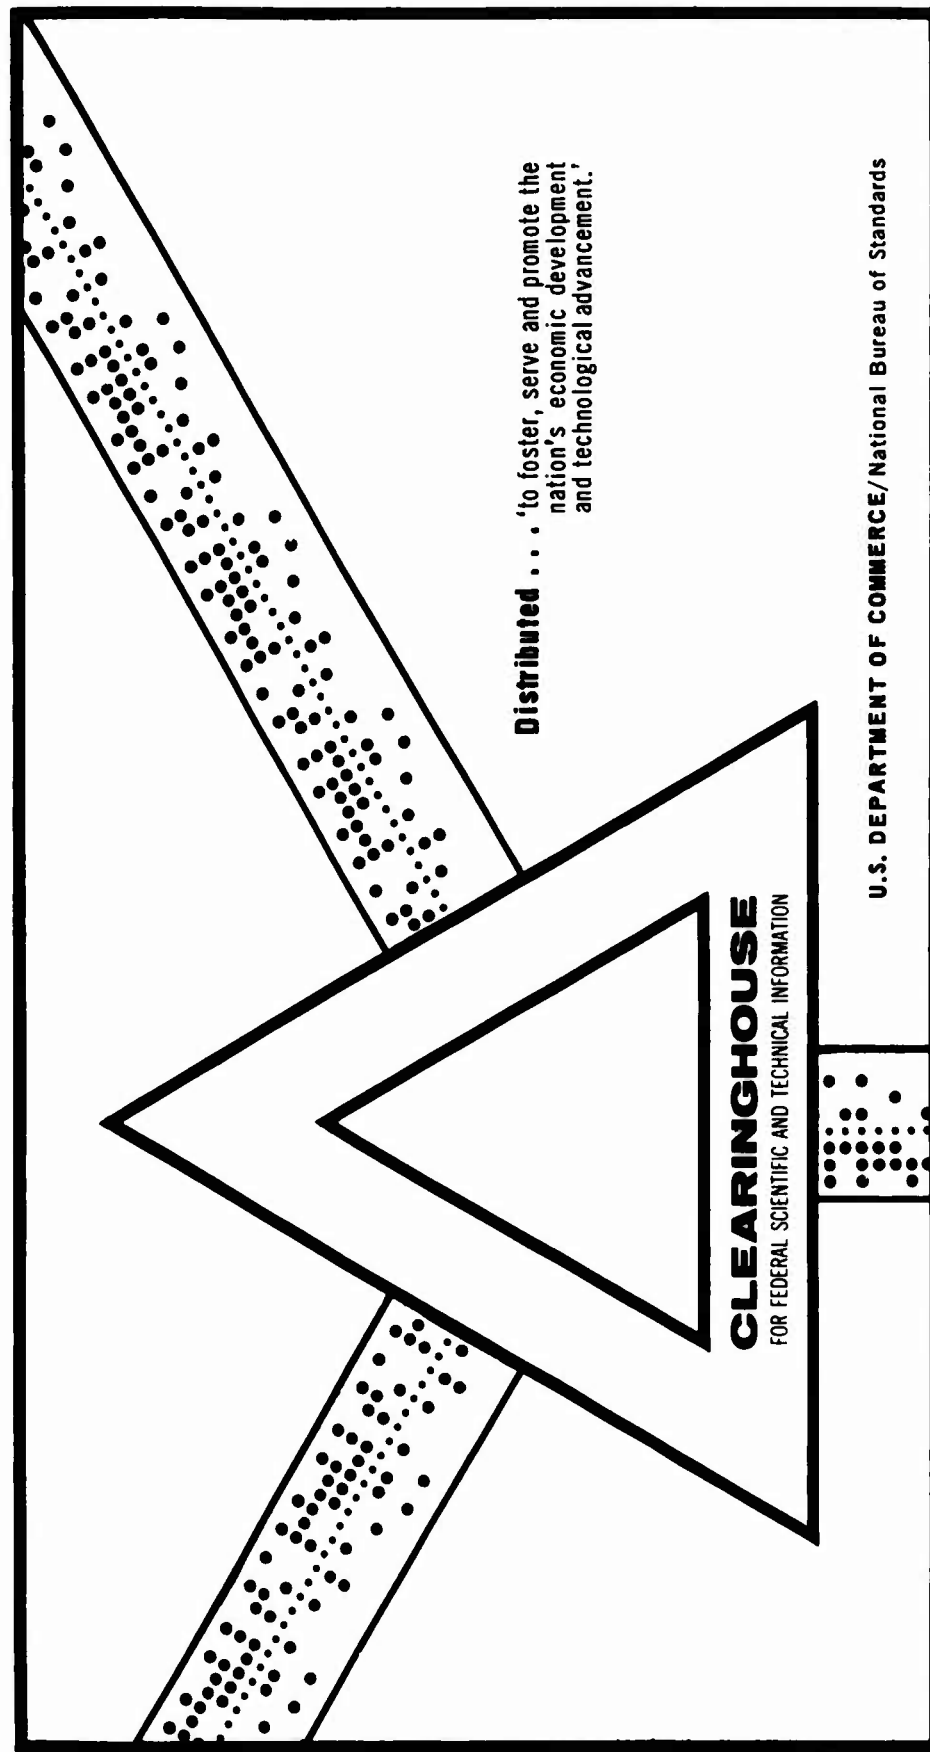 Distributed . . . 'to foster, serve and promote the
nation's economic development
and technological advancement.'
CLEARINGHOUSE
FOR FEDERAL SCIENTIFIC AND TECHNICAL INFORMATION
U.S. DEPARTMENT OF COMMERCE/National Bureau of Standards